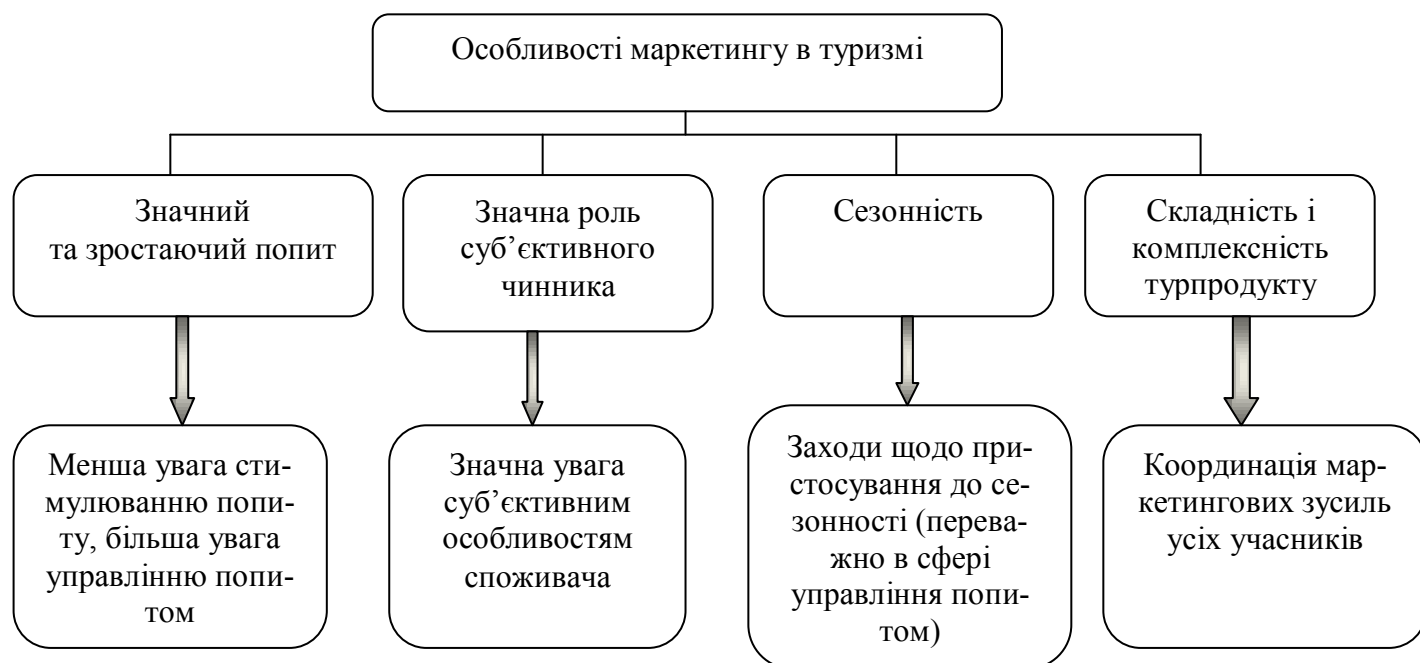 Особливості маркетингу в туризмі
Значний
та зростаючий попит
Значна роль
суб’єктивного
чинника
Сезонність
Складність і
комплексність
турпродукту
Менша увага сти-
мулюванню попи-
ту, більша увага
управлінню попи-
том
Значна увага
суб’єктивним
особливостям
споживача
Заходи щодо при-
стосування до се-
зонності (перева-
жно в сфері
управління попи-
том)
Координація мар-
кетингових зусиль
усіх учасників